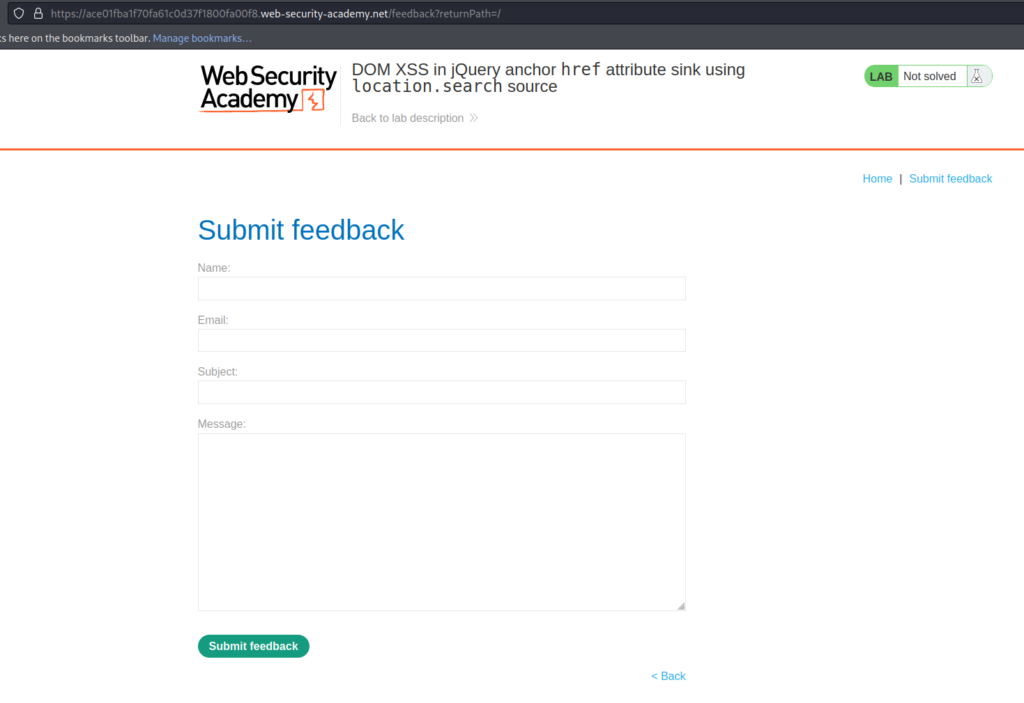 https://ace01fba1f70fa61c0d37f1800fa00f8.web-security-academy.net/feedback?returnPath=/
s here on the bookmarks toolbar. Manage bookmarks…
Web Security
Academy
DOM XSS in jQuery anchor href attribute sink using
location.search source
Back to lab description
LAB Not solved
Home | Submit feedback
Submit feedback
Name:
Email:
Subject:
Message:
Submit feedback
< Back